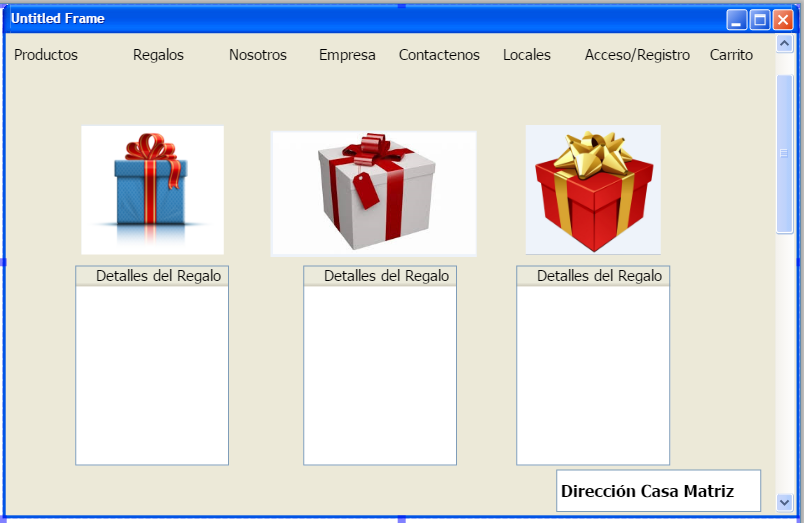 Untitled Frame
Productos Regalos Nosotros Empresa Contactenos Locales Acceso/Registro Carrito
Detalles del Regalo Detalles del Regalo Detalles del Regalo
Dirección Casa Matriz